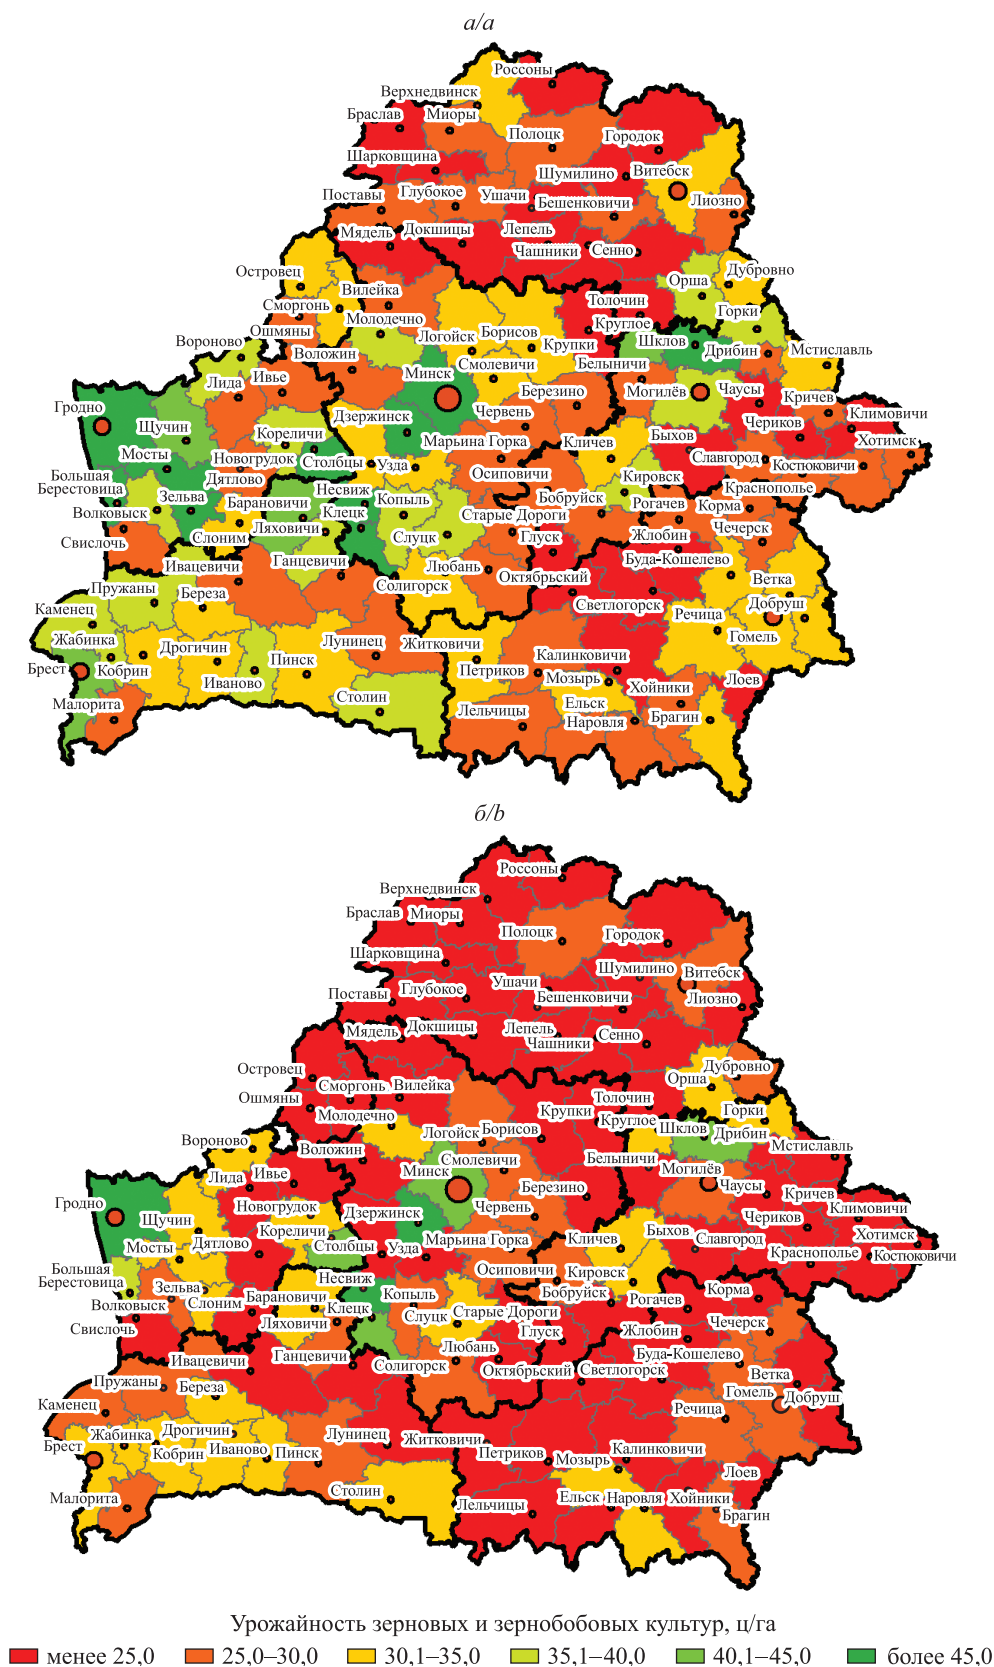 а/a
Россоны
Верхнедвинск
Браслав
Миоры
Полоцк
Городок
Шарковщина
Шумилино
Витебск
Поставы
Глубокое
Ушачи
Бешенковичи
Лиозно
Мядель
Докшицы
Лепель
Чашники
Сенно
Островец
Дубровно
Орша
Вилейка
Сморгонь
Толочин
Горки
Ошмяны
Молодечно
Логойск
Борисов
Круглое
Вороново
Крупки
Шклов
Дрибин
Мстиславль
Воложин
Смолевичи
Белыничи
Минск
Лида
Ивье
Березино
Могилёв
Чаусы
Кричев
Гродно
Дзержинск
Червень
Климовичи
Щучин
Чериков
Кореличи
Марьина Горка
Кличев
Быхов
Хотимск
Мосты
Новогрудок
Столбцы
Узда
Славгород
Костюковичи
Большая
Берестовица
Дятлово
Осиповичи
Кировск
Краснополье
Зельва
Несвиж
Копыль
Бобруйск
Волковыск
Барановичи
Клецк
Старые Дороги
Рогачев
Корма
Ляховичи
Чечерск
Свислочь
Слоним
Слуцк
Глуск
Жлобин
Ивацевичи
Ганцевичи
Любань
Буда-Кошелево
Пружаны
Береза
Солигорск
Октябрьский
Ветка
Каменец
Светлогорск
Добруш
Речица
Жабинка
Дрогичин
Лунинец
Житковичи
Гомель
Брест
Кобрин
Пинск
Калинковичи
Иваново
Петриков
Мозырь
Лоев
Столин
Хойники
Малорита
Ельск
Лельчицы
Наровля
Брагин
б/b
Россоны
Верхнедвинск
Браслав
Миоры
Полоцк
Городок
Шарковщина
Шумилино
Витебск
Поставы
Глубокое
Ушачи
Бешенковичи
Лиозно
Мядель
Докшицы
Лепель
Чашники
Сенно
Островец
Дубровно
Орша
Сморгонь
Вилейка
Ошмяны
Толочин
Молодечно
Крупки
Горки
Круглое
Логойск
Борисов
Шклов
Дрибин
Вороново
Мстиславль
Воложин
Смолевичи
Белыничи
Минск
Могилёв
Лида
Ивье
Березино
Чаусы
Кричев
Гродно
Новогрудок
Дзержинск
Червень
Климовичи
Щучин
Чериков
Кореличи
Марьина Горка
Кличев
Быхов
Славгород
Хотимск
Мосты
Дятлово
Столбцы
Узда
Краснополье
Костюковичи
Большая
Берестовица
Несвиж
Осиповичи
Кировск
Зельва
Копыль
Бобруйск
Рогачев
Корма
Волковыск
Слоним
Барановичи
Клецк
Старые Дороги
Свислочь
Ляховичи
Слуцк
Глуск
Жлобин
Чечерск
Ивацевичи
Ганцевичи
Любань
Буда-Кошелево
Солигорск
Октябрьский
Светлогорск
Ветка
Пружаны
Береза
Гомель
Добруш
Каменец
Речица
Жабинка
Дрогичин
Лунинец
Житковичи
Брест
Кобрин
Иваново
Пинск
Петриков
Калинковичи
Мозырь
Лоев
Столин
Малорита
Лельчицы
Ельск
Наровля
Хойники
Брагин
Урожайность зерновых и зернобобовых культур, ц/га
менее 25,0
25,0–30,0
30,1–35,0
35,1–40,0
40,1–45,0
более 45,0